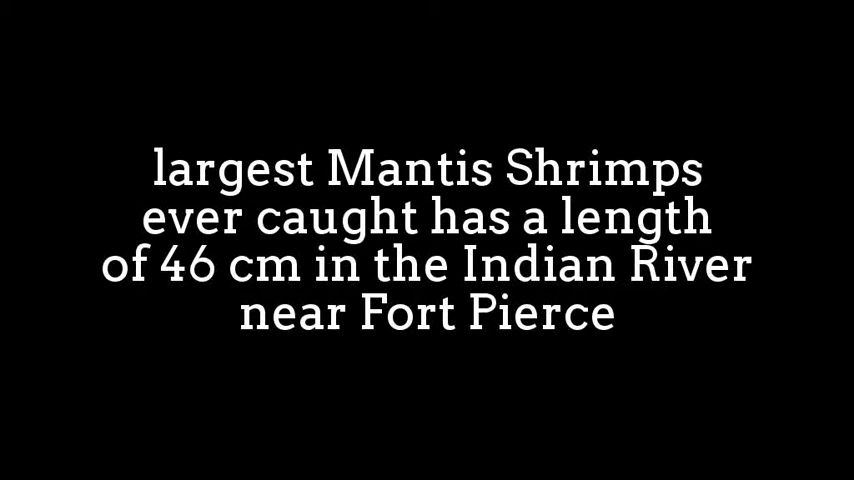 largest Mantis Shrimps
ever caught has a length
of 46 cm in the Indian River
near Fort Pierce